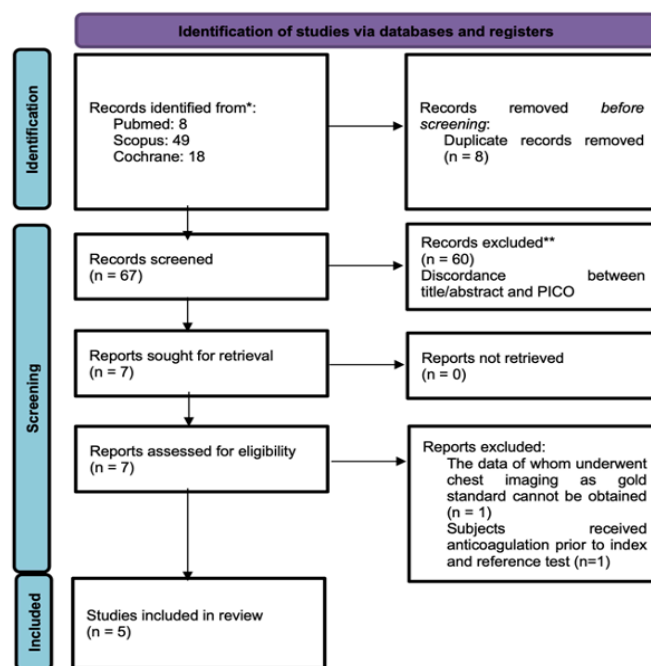 Identification of studies via databases and registers
Identification
Records identified from*:
Pubmed: 8
Scopus: 49
Cochrane: 18
Records removed before
screening:
Duplicate records removed
(n = 8)
Screening
Records screened
(n = 67)
Records excluded**
(n = 60)
Discordance between
title/abstract and PICO
Reports sought for retrieval
(n = 7)
Reports not retrieved
(n = 0)
Reports assessed for eligibility
(n = 7)
Reports excluded:
The data of whom underwent
chest imaging as gold
standard cannot be obtained
(n = 1)
Subjects received
anticoagulation prior to index
and reference test (n=1)
Included
Studies included in review
(n = 5)